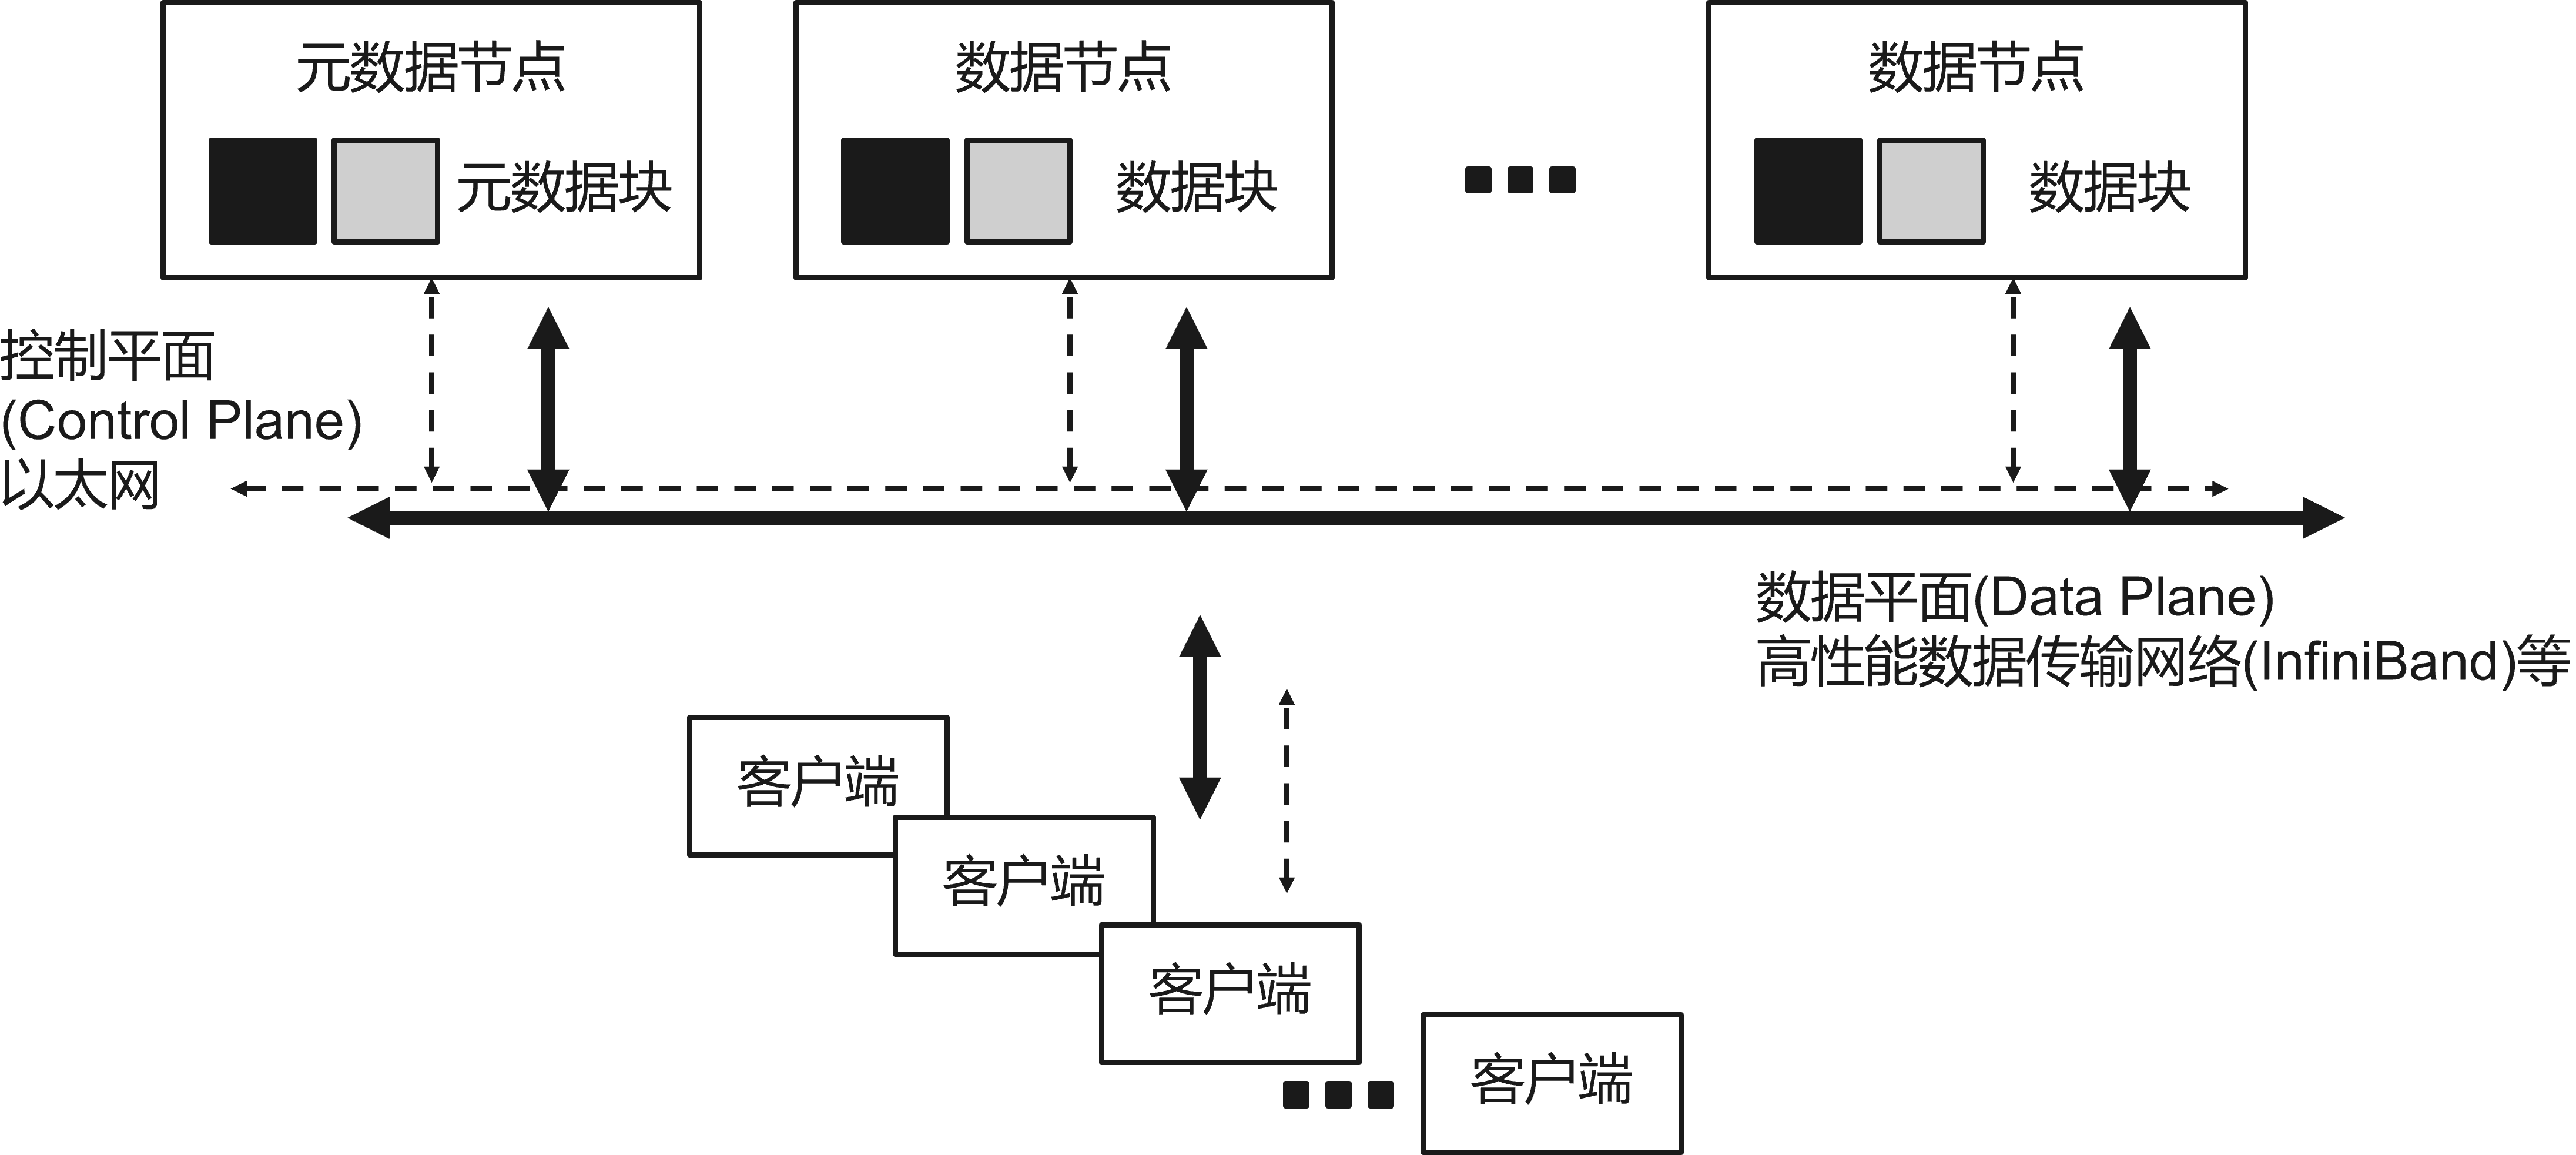 元数据节点
元数据块
数据节点
数据块
数据节点
数据块
控制平面
(Control Plane)
以太网
数据平面(Data Plane)
高性能数据传输网络(InfiniBand)等
客户端
客户端
客户端
客户端